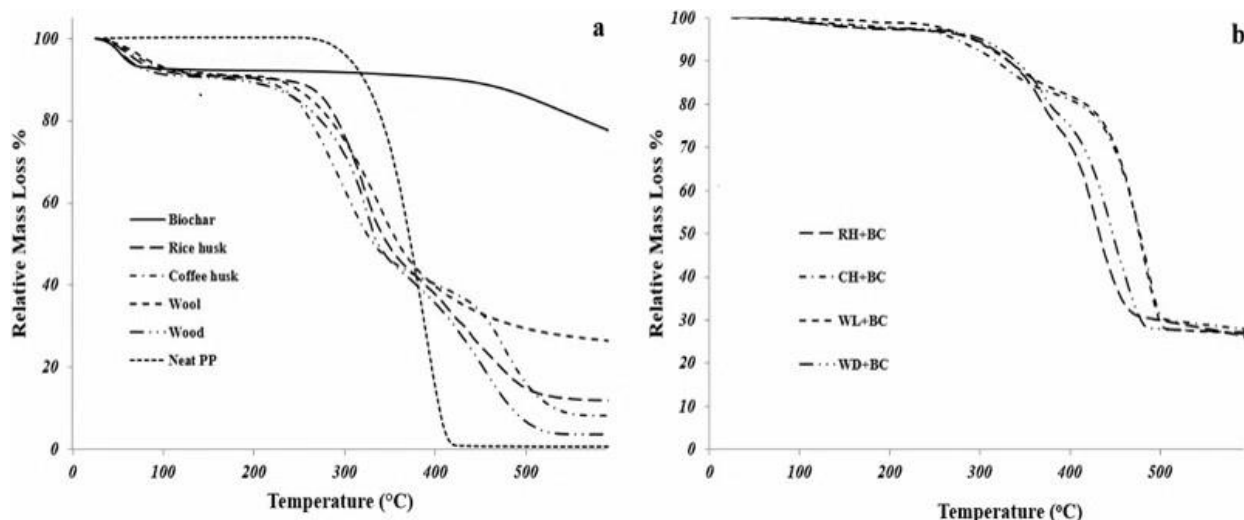 a
Relative Mass Loss %
100
80
60
40
20
0
Biochar
Rice husk
Coffee husk
Wool
Wood
Neat PP
0 100 200 300 400 500
Temperature (°C)
b
Relative Mass Loss %
100
90
80
70
60
50
40
30
20
10
0
RH+BC
CH+BC
WL+BC
WD+BC
0 100 200 300 400 500
Temperature (°C)